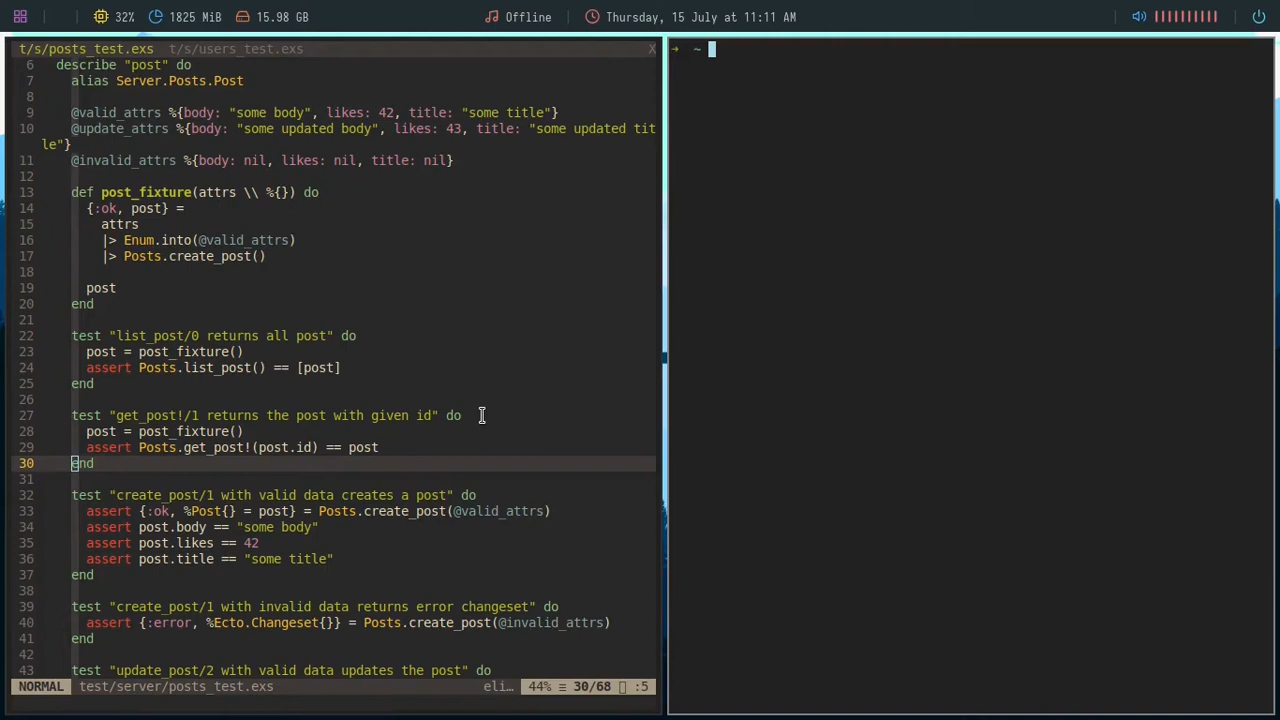 32% 1825 MiB 15.98 GB Offline Thursday, 15 July at 11:11 AM
t/s/posts_test.exs t/s/users_test.exs X
6 describe "post" do
7 alias Server.Posts.Post
8
9 @valid_attrs %{body: "some body", likes: 42, title: "some title"}
10 @update_attrs %{body: "some updated body", likes: 43, title: "some updated tit
le"}
11 @invalid_attrs %{body: nil, likes: nil, title: nil}
12
13 def post_fixture(attrs \\ %{}) do
14 {:ok, post} =
15 attrs
16 |> Enum.into(@valid_attrs)
17 |> Posts.create_post()
18
19 post
20 end
21
22 test "list_post/0 returns all post" do
23 post = post_fixture()
24 assert Posts.list_post() == [post]
25 end
26
27 test "get_post!/1 returns the post with given id" do
28 post = post_fixture()
29 assert Posts.get_post!(post.id) == post
30 end
31
32 test "create_post/1 with valid data creates a post" do
33 assert {:ok, %Post{} = post} = Posts.create_post(@valid_attrs)
34 assert post.body == "some body"
35 assert post.likes == 42
36 assert post.title == "some title"
37 end
38
39 test "create_post/1 with invalid data returns error changeset" do
40 assert {:error, %Ecto.Changeset{}} = Posts.create_post(@invalid_attrs)
41 end
42
43 test "update_post/2 with valid data updates the post" do
NORMAL test/server/posts_test.exs eli… 44% ≡ 30/68 :5
→ ~